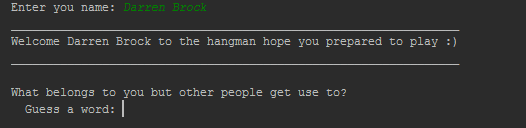 Enter you name: Darren Brock
Welcome Darren Brock to the hangman hope you prepared to play :)
What belongs to you but other people get use to?
Guess a word: